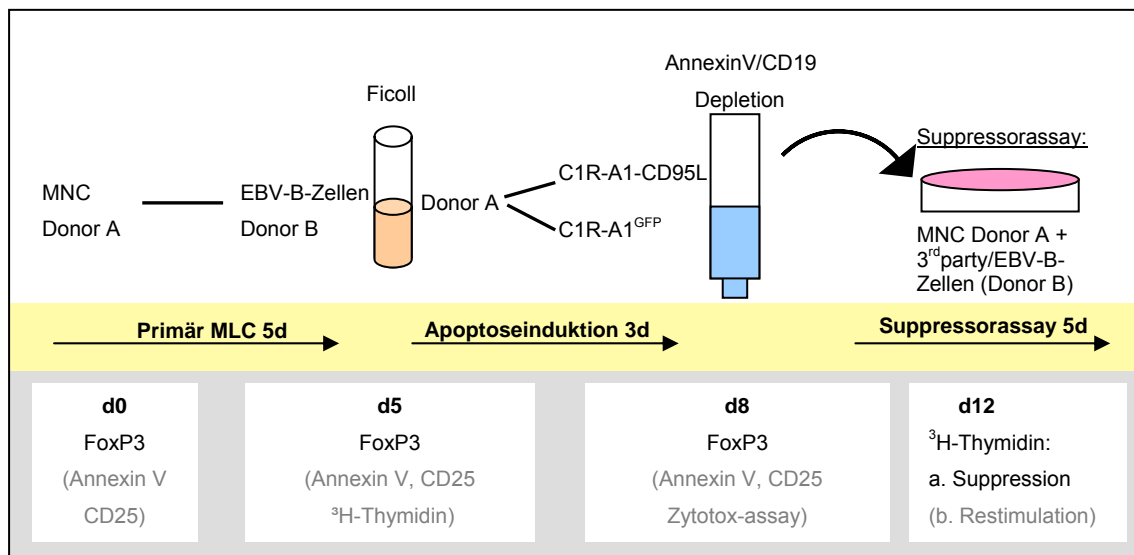 Ficoll
AnnexinV/CD19
Depletion
Suppressorassay:
MNC
Donor A
EBV-B-Zellen
Donor B
Donor A
C1R-A1-CD95L
C1R-A1GFP
MNC Donor A +
3rdparty/EBV-B-
Zellen (Donor B)
Primär MLC 5d
Apoptoseinduktion 3d
Suppressorassay 5d
d0
FoxP3
(Annexin V
CD25)
d5
FoxP3
(Annexin V, CD25
³H-Thymidin)
d8
FoxP3
(Annexin V, CD25
Zytotox-assay)
d12
3H-Thymidin:
a. Suppression
(b. Restimulation)